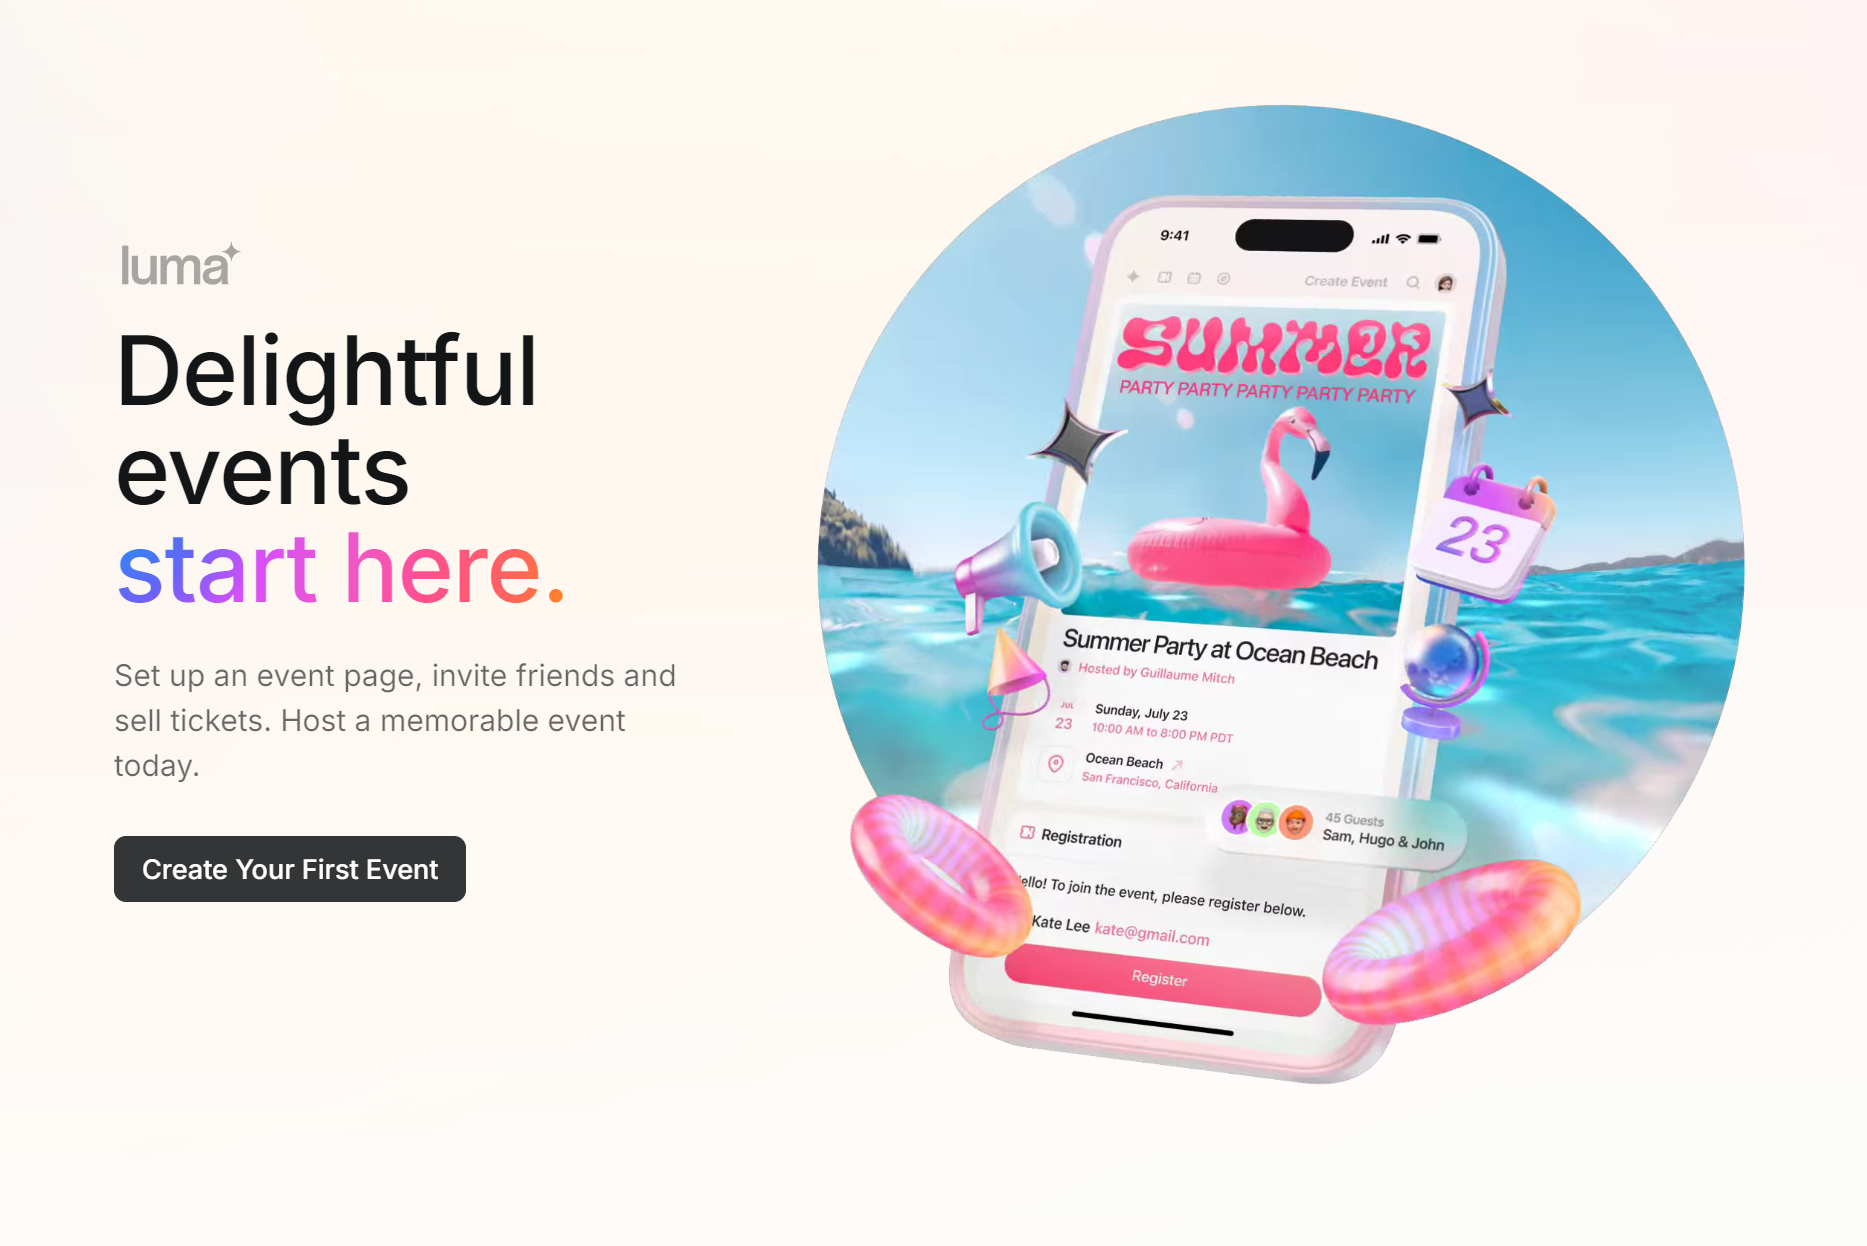 luma
Delightful
events
start here.
Set up an event page, invite friends and
sell tickets. Host a memorable event
today.
Create Your First Event
9:41
Create Event
SUMMER
PARTY PARTY PARTY PARTY PARTY
23
Summer Party at Ocean Beach
Hosted by Guillaume Mitch
JUL
23
Sunday, July 23
10:00 AM to 8:00 PM PDT
Ocean Beach
San Francisco, California
45 Guests
Sam, Hugo & John
Registration
ello! To join the event, please register below.
Kate Lee kate@gmail.com
Register